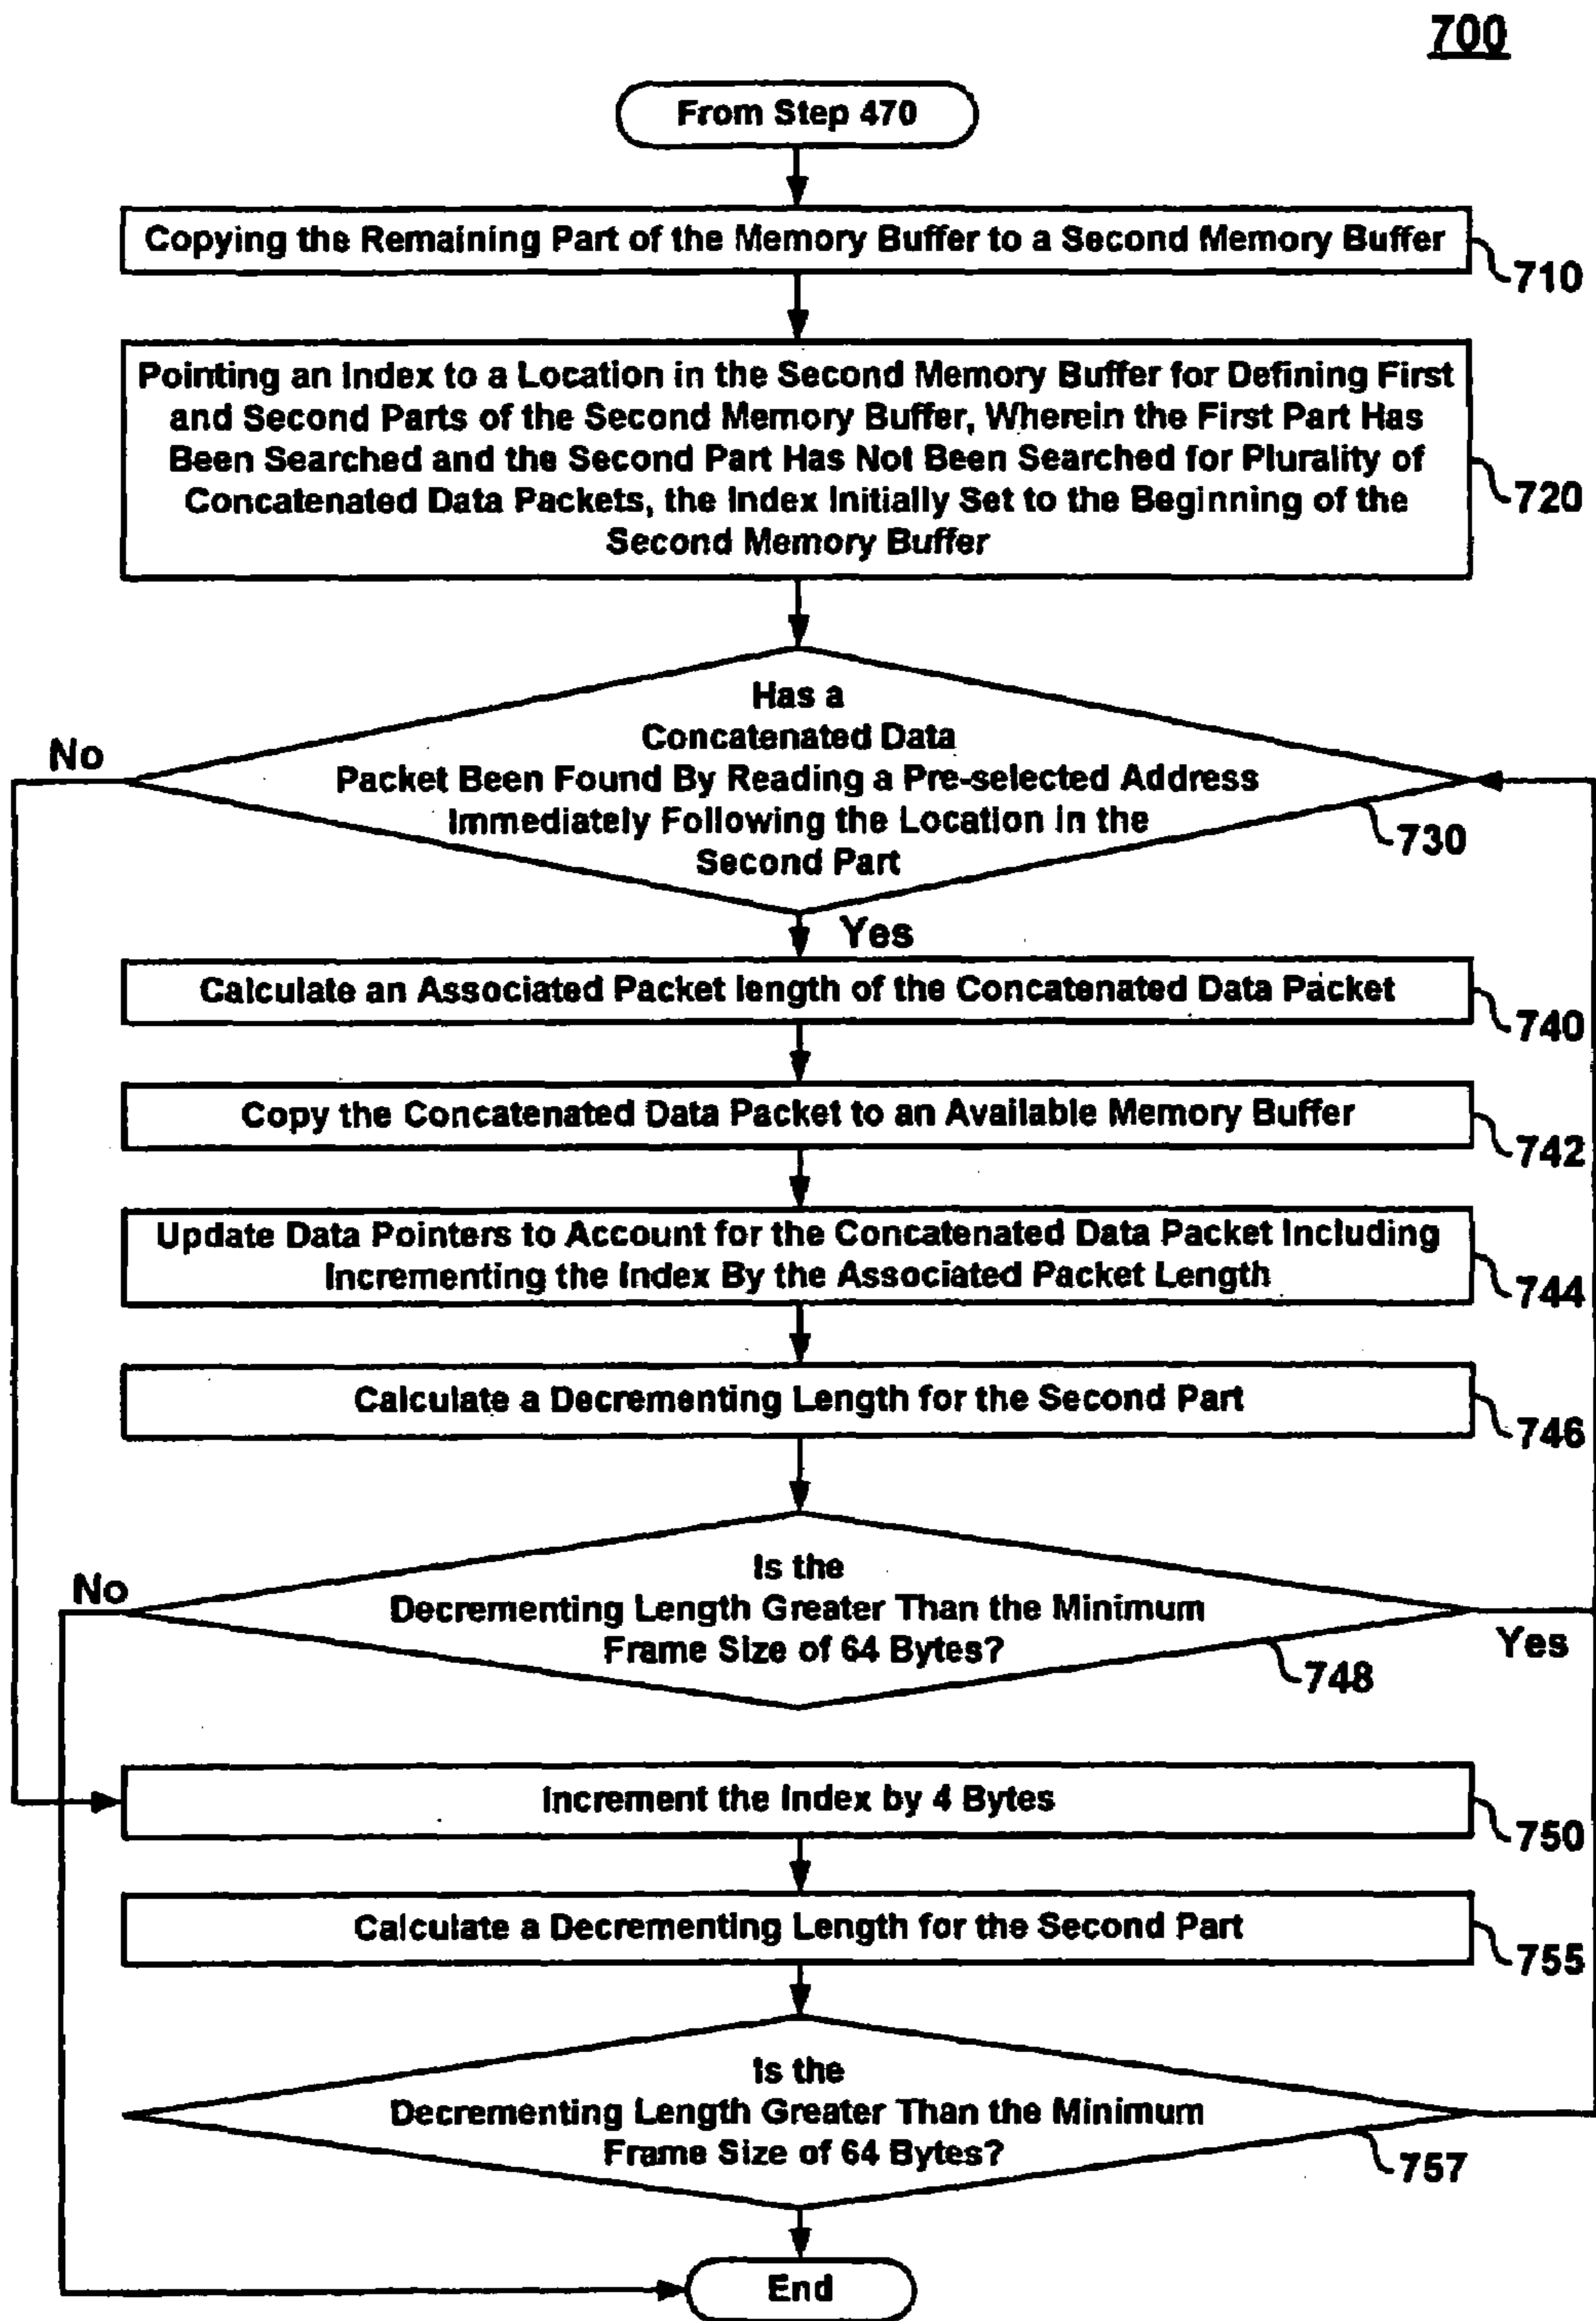 700
From Step 470
Copying the Remaining Part of the Memory Buffer to a Second Memory Buffer
710
Pointing an Index to a Location in the Second Memory Buffer for Defining First
and Second Parts of the Second Memory Buffer, Wherein the First Part Has
Been Searched and the Second Part Has Not Been Searched for Plurality of
Concatenated Data Packets, the Index Initially Set to the Beginning of the
Second Memory Buffer
720
Has a
Concatenated Data
Packet Been Found By Reading a Pre-selected Address
Immediately Following the Location in the
Second Part
No
730
Yes
Calculate an Associated Packet length of the Concatenated Data Packet
740
Copy the Concatenated Data Packet to an Available Memory Buffer
742
Update Data Pointers to Account for the Concatenated Data Packet Including
Incrementing the Index By the Associated Packet Length
744
Calculate a Decrementing Length for the Second Part
746
Is the
Decrementing Length Greater Than the Minimum
Frame Size of 64 Bytes?
No
Yes
748
Increment the Index by 4 Bytes
750
Calculate a Decrementing Length for the Second Part
755
Is the
Decrementing Length Greater Than the Minimum
Frame Size of 64 Bytes?
757
End